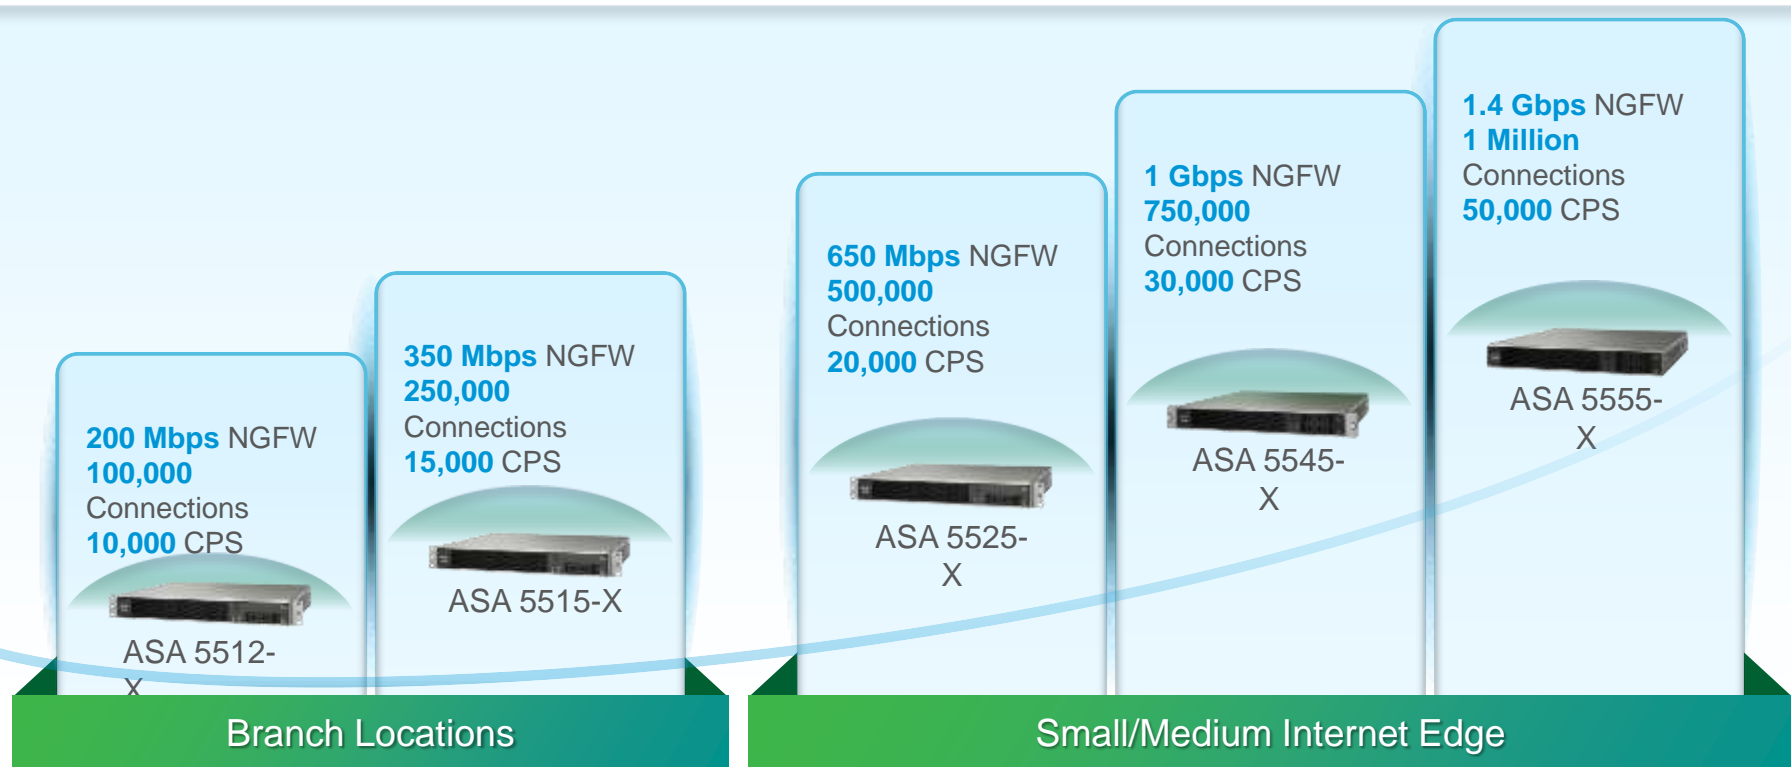 200 Mbps NGFW
100,000
Connections
10,000 CPS
ASA 5512-
X
350 Mbps NGFW
250,000
Connections
15,000 CPS
ASA 5515-X
Branch Locations
650 Mbps NGFW
500,000
Connections
20,000 CPS
ASA 5525-
X
1 Gbps NGFW
750,000
Connections
30,000 CPS
ASA 5545-
X
1.4 Gbps NGFW
1 Million
Connections
50,000 CPS
ASA 5555-
X
Small/Medium Internet Edge